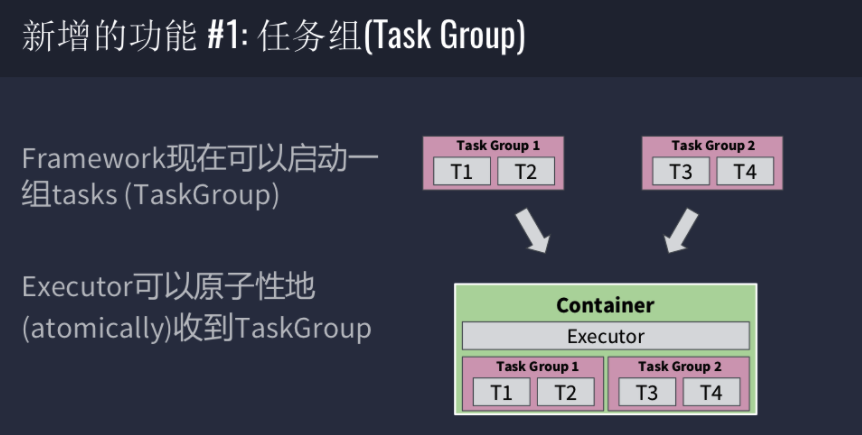 新增的功能 #1: 任务组(Task Group)
Framework现在可以启动一
组tasks (TaskGroup)
Executor可以原子性地
(atomically)收到TaskGroup
Task Group 1
T1 T2
Task Group 2
T3 T4
Container
Executor
Task Group 1
T1 T2
Task Group 2
T3 T4